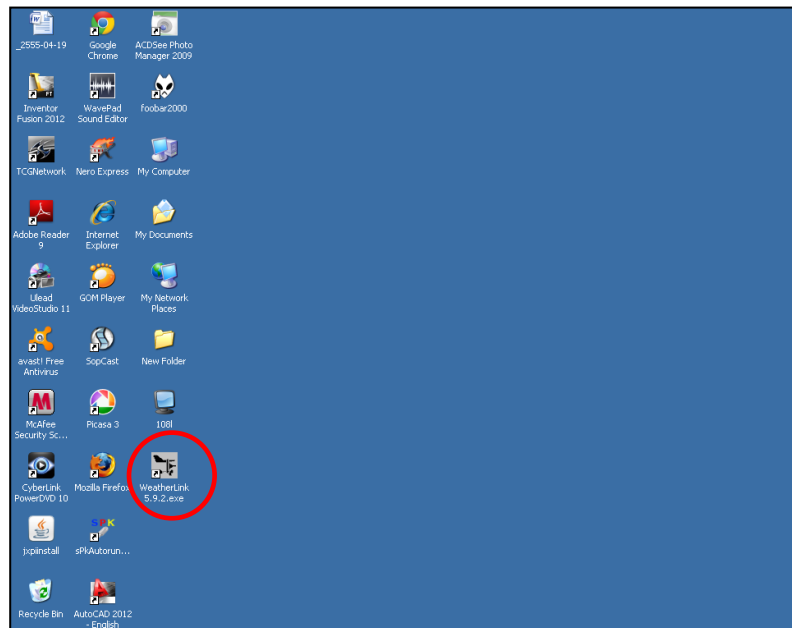 _2555-04-19
Google
Chrome
ACDSee Photo
Manager 2009
Inventor
Fusion 2012
WavePad
Sound Editor
foobar2000
TCGNetwork
Nero Express
My Computer
Adobe Reader
9
Internet
Explorer
My Documents
Ulead
VideoStudio 11
GOM Player
My Network
Places
avast! Free
Antivirus
SopCast
New Folder
McAfee
Security Sc...
Picasa 3
108l
CyberLink
PowerDVD 10
Mozilla Firefox
WeatherLink
5.9.2.exe
jxpiinstall
SPK
sPkAutorun...
Recycle Bin
AutoCAD 2012
- English